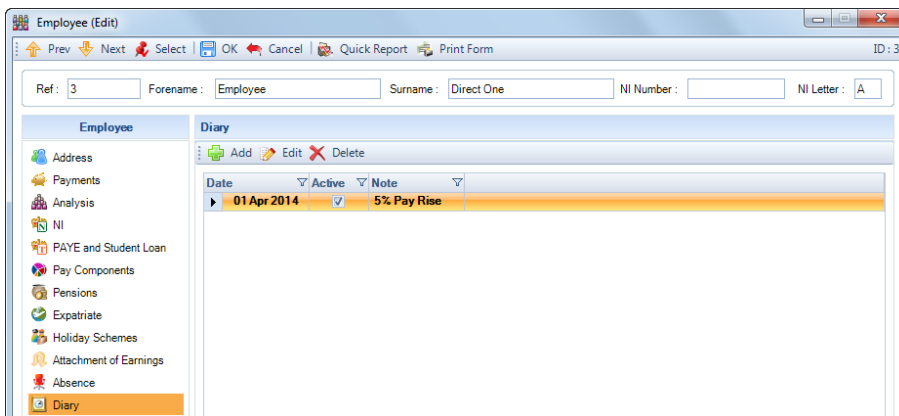 Employee (Edit)
Prev Next Select OK Cancel Quick Report Print Form ID : 3
Ref : 3 Forename : Employee Surname : Direct One NI Number : NI Letter : A
Employee Diary
Address
Payments
Analysis
NI
PAYE and Student Loan
Pay Components
Pensions
Expatriate
Holiday Schemes
Attachment of Earnings
Absence
Diary
Add Edit Delete
Date Active Note
01 Apr 2014 5% Pay Rise